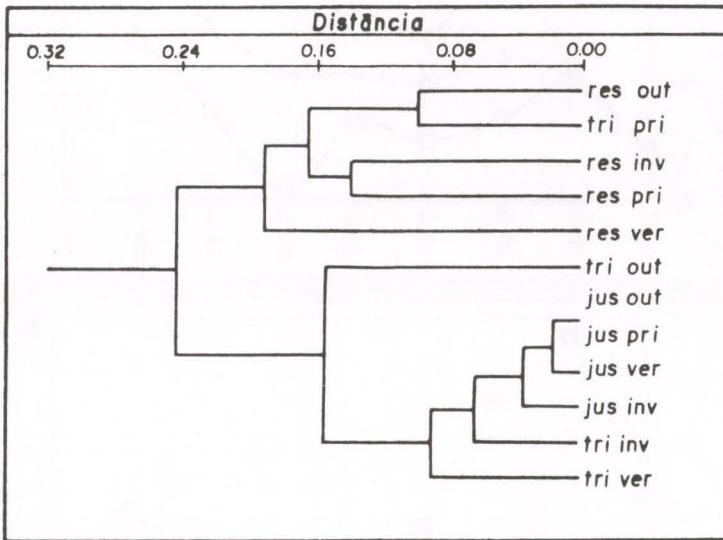 Distância
0.32 0.24 0.16 0.08 0.00
res out
tri pri
res inv
res pri
res ver
tri out
jus out
jus pri
jus ver
jus inv
tri inv
tri ver